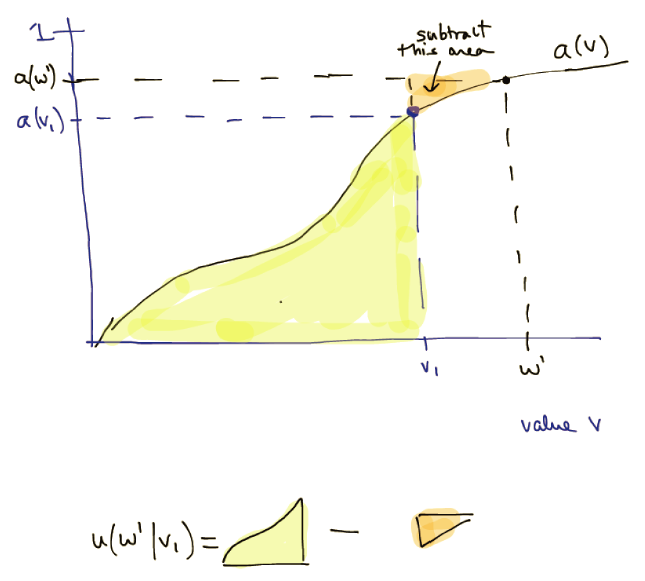 1
subtract
this area
a(v)
a(w')
a(v₁)
v₁
w'
value v
u(w'|v₁) = −